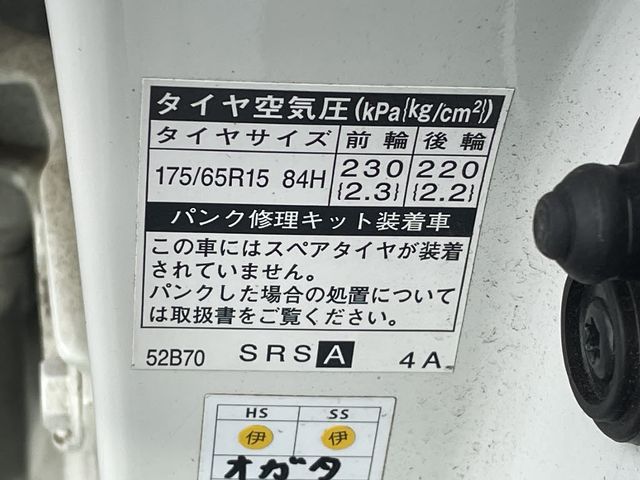 タイヤ空気圧(kPa{kg/cm²})
タイヤサイズ 前輪 後輪
175/65R15 84H 230 220
{2.3} {2.2}
パンク修理キット装着車
この車にはスペアタイヤが装着
されていません。
パンクした場合の処置について
は取扱書をご覧ください。
52B70 SRS A 4A
HS SS
伊 伊
オガタ